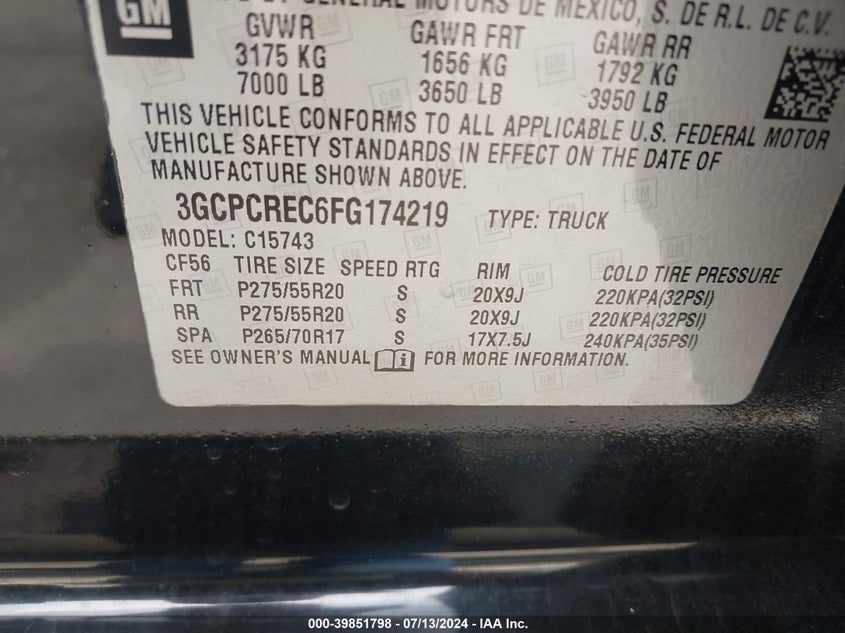 GM
MFD BY GENERAL MOTORS DE MEXICO, S. DE R.L. DE C.V.
GVWR GAWR FRT GAWR RR
3175 KG 1656 KG 1792 KG
7000 LB 3650 LB 3950 LB
THIS VEHICLE CONFORMS TO ALL APPLICABLE U.S. FEDERAL MOTOR
VEHICLE SAFETY STANDARDS IN EFFECT ON THE DATE OF
MANUFACTURE SHOWN ABOVE.
3GCPCREC6FG174219 TYPE: TRUCK
MODEL: C15743
CF56 TIRE SIZE SPEED RTG RIM COLD TIRE PRESSURE
FRT P275/55R20 S 20X9J 220KPA(32PSI)
RR P275/55R20 S 20X9J 220KPA(32PSI)
SPA P265/70R17 S 17X7.5J 240KPA(35PSI)
SEE OWNER'S MANUAL FOR MORE INFORMATION.
000-39851798 - 07/13/2024 - IAA Inc.